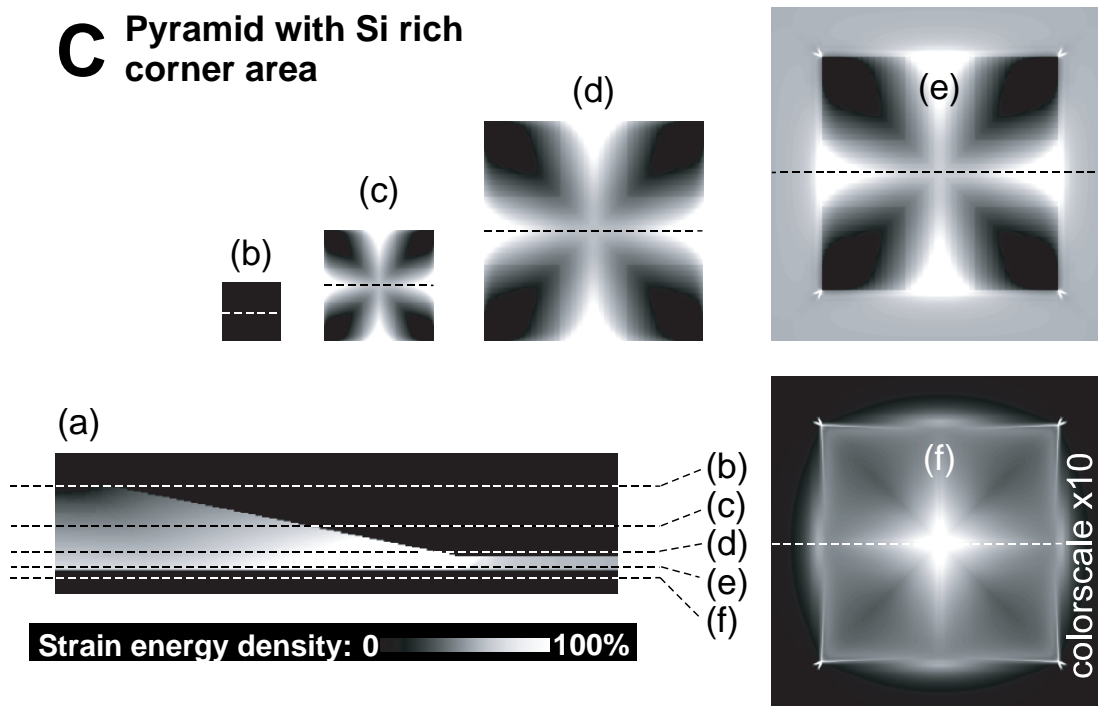 C Pyramid with Si rich
corner area
(d)
(e)
(c)
(b)
(a)
(b)
(c)
(d)
(e)
(f)
(f)
colorscale x10
Strain energy density: 0 100%